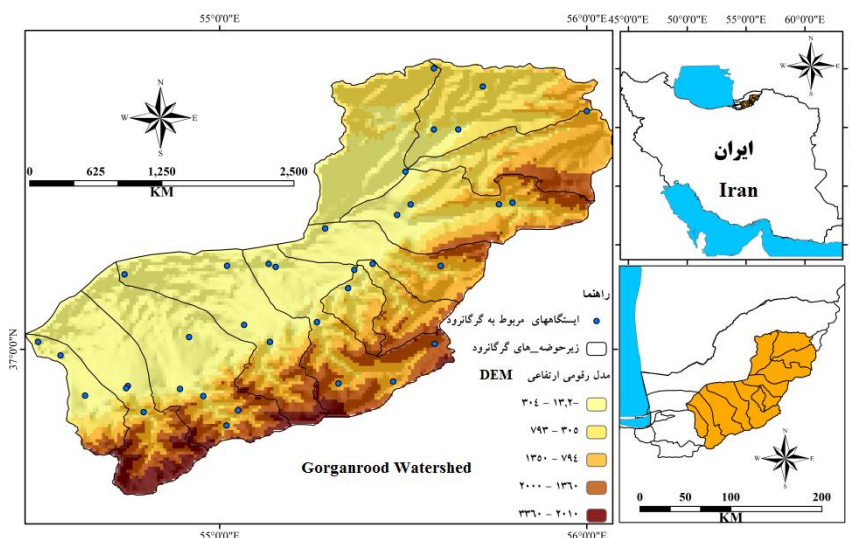 55°0'0"E
56°0'0"E
N
W
E
S
0
625
1,250
2,500
KM
37°0'0"N
راهنما
ایستگاههای مربوط به گرگانرود
زیرحوضه_های گرگانرود
مدل رقومی ارتفاعی DEM
-۱۳,۲ - ۳۰۴
۳۰۵ - ۷۹۳
۷۹٤ - ۱۳۵۰
۱۳٦۰ - ۲۰۰۰
۲۰۱۰ - ۳۳٦۰
Gorganrood Watershed
55°0'0"E
56°0'0"E
45°0'0"E
50°0'0"E
55°0'0"E
60°0'0"E
N
W
E
S
ایران
Iran
N
W
E
S
0
50
100
200
KM